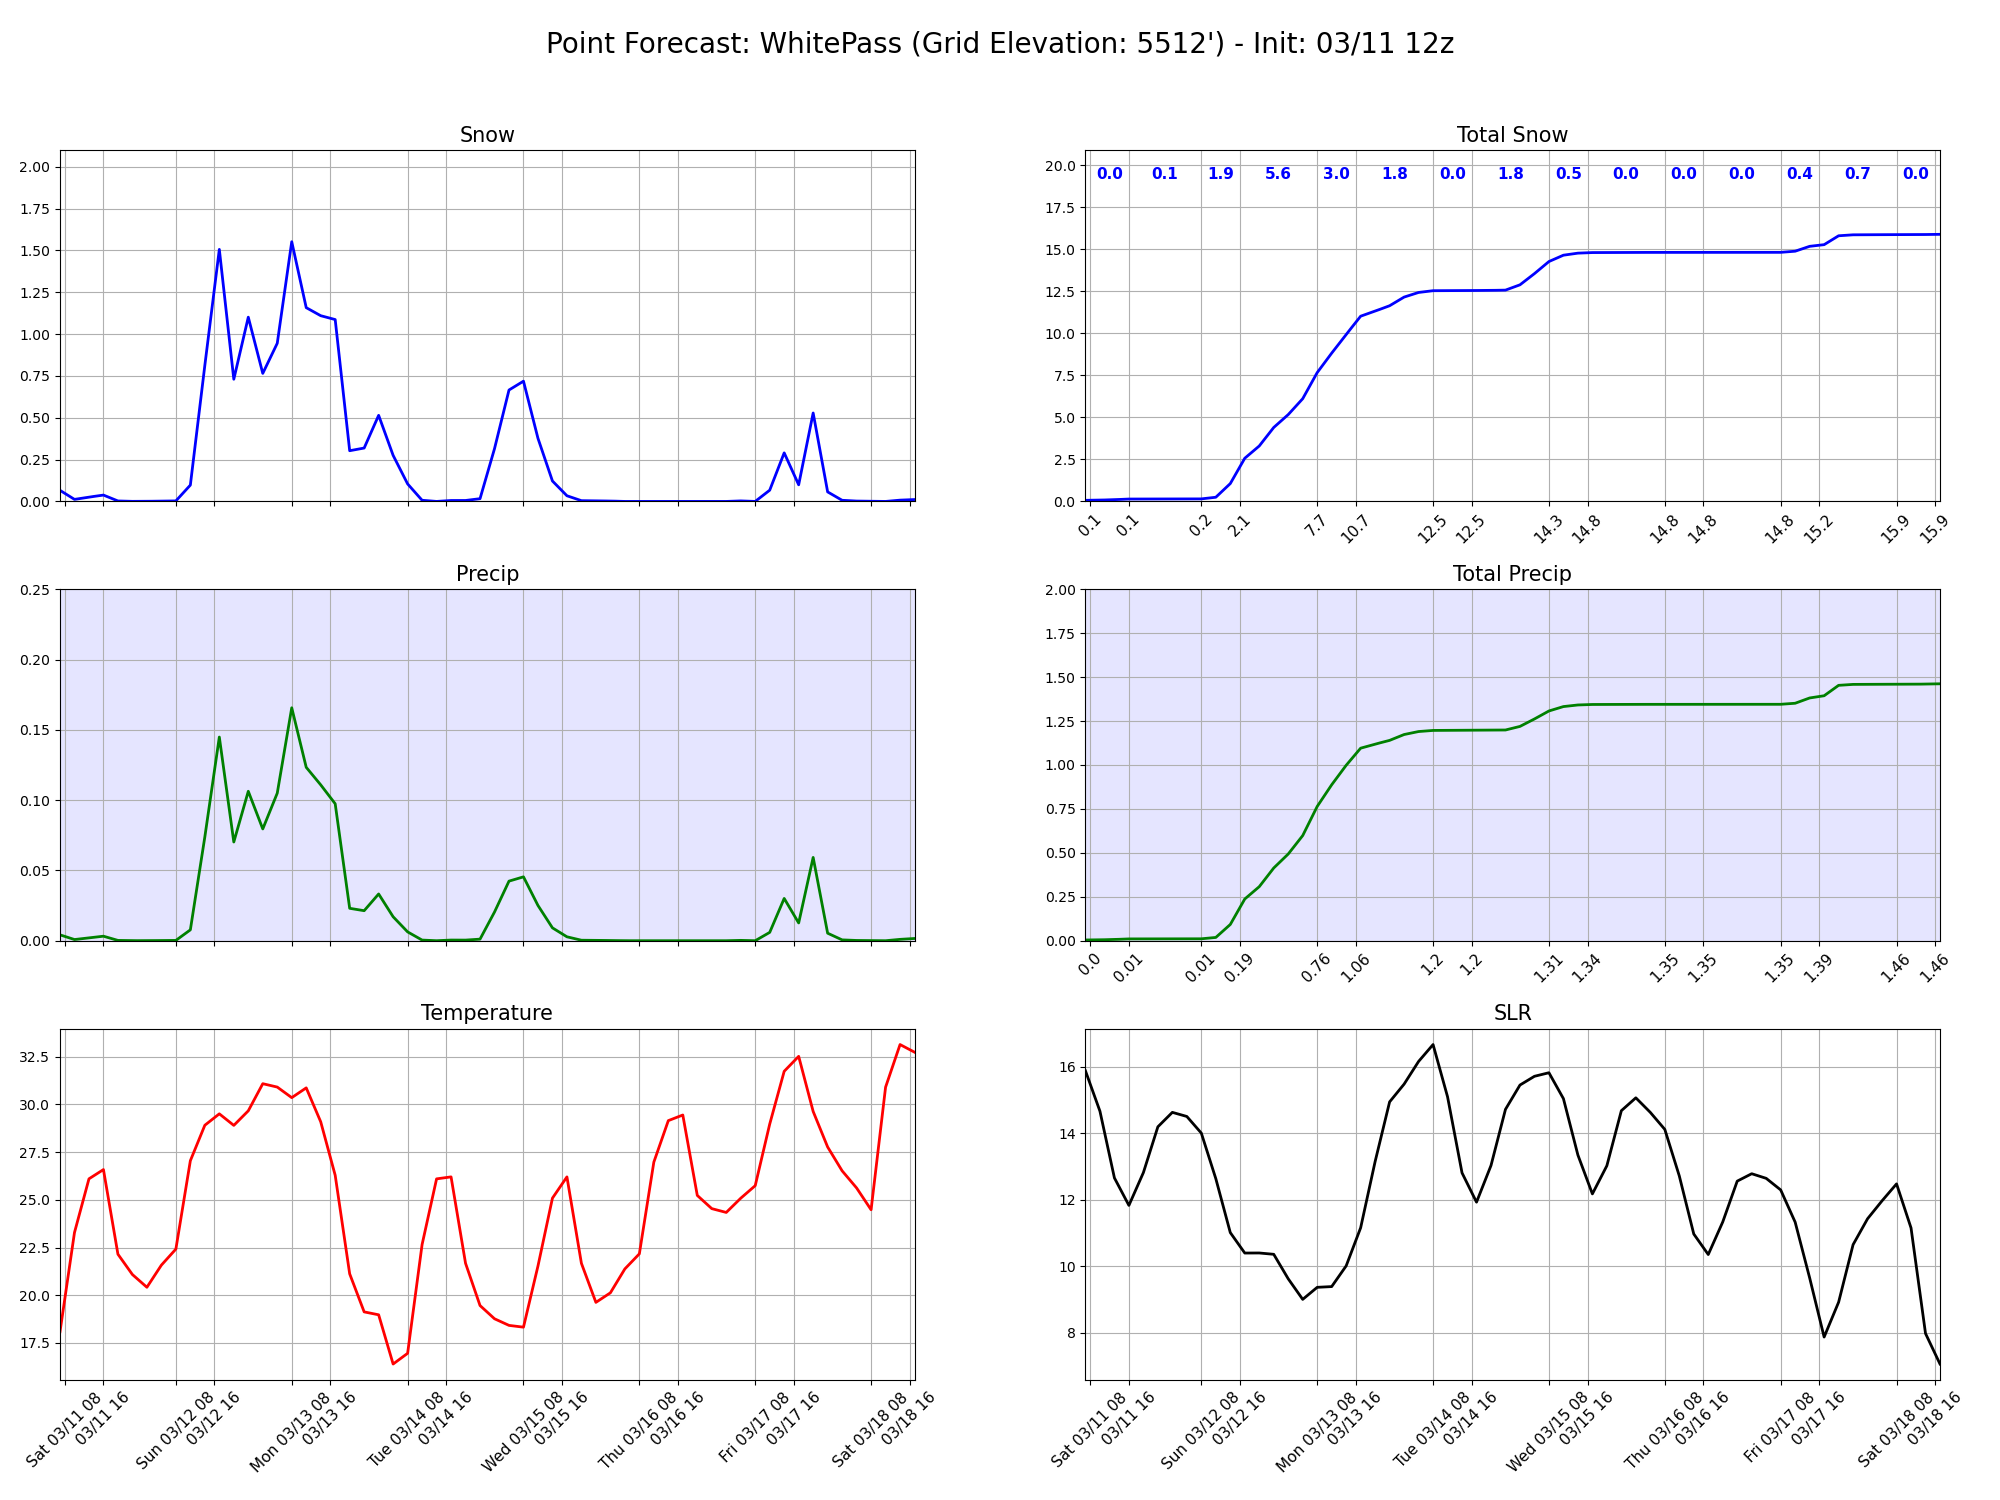 Point Forecast: WhitePass (Grid Elevation: 5512') - Init: 03/11 12z
Snow
2.00
1.75
1.50
1.25
1.00
0.75
0.50
0.25
0.00
Total Snow
20.0
17.5
15.0
12.5
10.0
7.5
5.0
2.5
0.0
0.0 0.1 1.9 5.6 3.0 1.8 0.0 1.8 0.5 0.0 0.0 0.0 0.4 0.7 0.0
0.1 0.1 0.2 2.1 7.7 10.7 12.5 12.5 14.3 14.8 14.8 14.8 14.8 15.2 15.9 15.9
Precip
0.25
0.20
0.15
0.10
0.05
0.00
Total Precip
2.00
1.75
1.50
1.25
1.00
0.75
0.50
0.25
0.00
0.0 0.01 0.01 0.19 0.76 1.06 1.2 1.2 1.31 1.34 1.35 1.35 1.35 1.39 1.46 1.46
Temperature
32.5
30.0
27.5
25.0
22.5
20.0
17.5
Sat 03/11 08
03/11 16
Sun 03/12 08
03/12 16
Mon 03/13 08
03/13 16
Tue 03/14 08
03/14 16
Wed 03/15 08
03/15 16
Thu 03/16 08
03/16 16
Fri 03/17 08
03/17 16
Sat 03/18 08
03/18 16
SLR
16
14
12
10
8
Sat 03/11 08
03/11 16
Sun 03/12 08
03/12 16
Mon 03/13 08
03/13 16
Tue 03/14 08
03/14 16
Wed 03/15 08
03/15 16
Thu 03/16 08
03/16 16
Fri 03/17 08
03/17 16
Sat 03/18 08
03/18 16